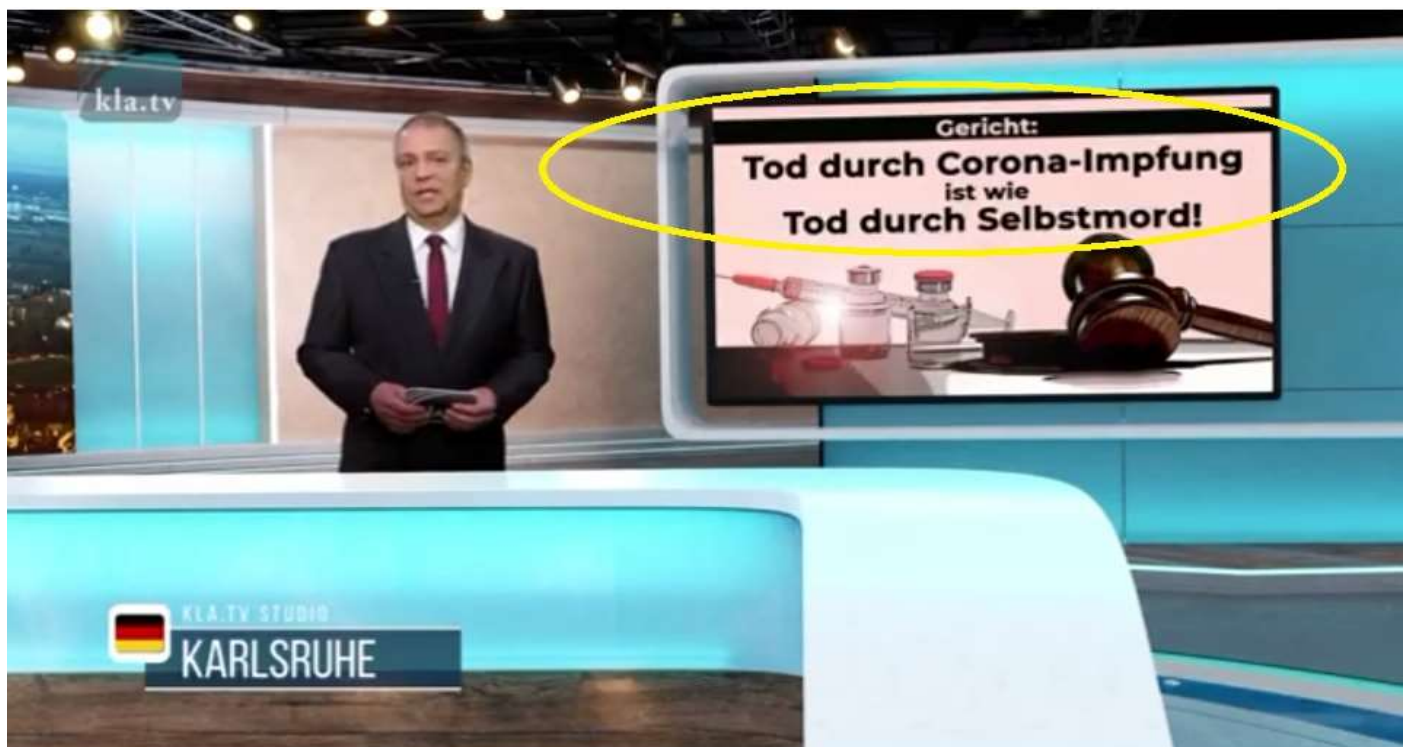 kla.tv
Gericht:
Tod durch Corona-Impfung
ist wie
Tod durch Selbstmord!
KLA.TV STUDIO
KARLSRUHE